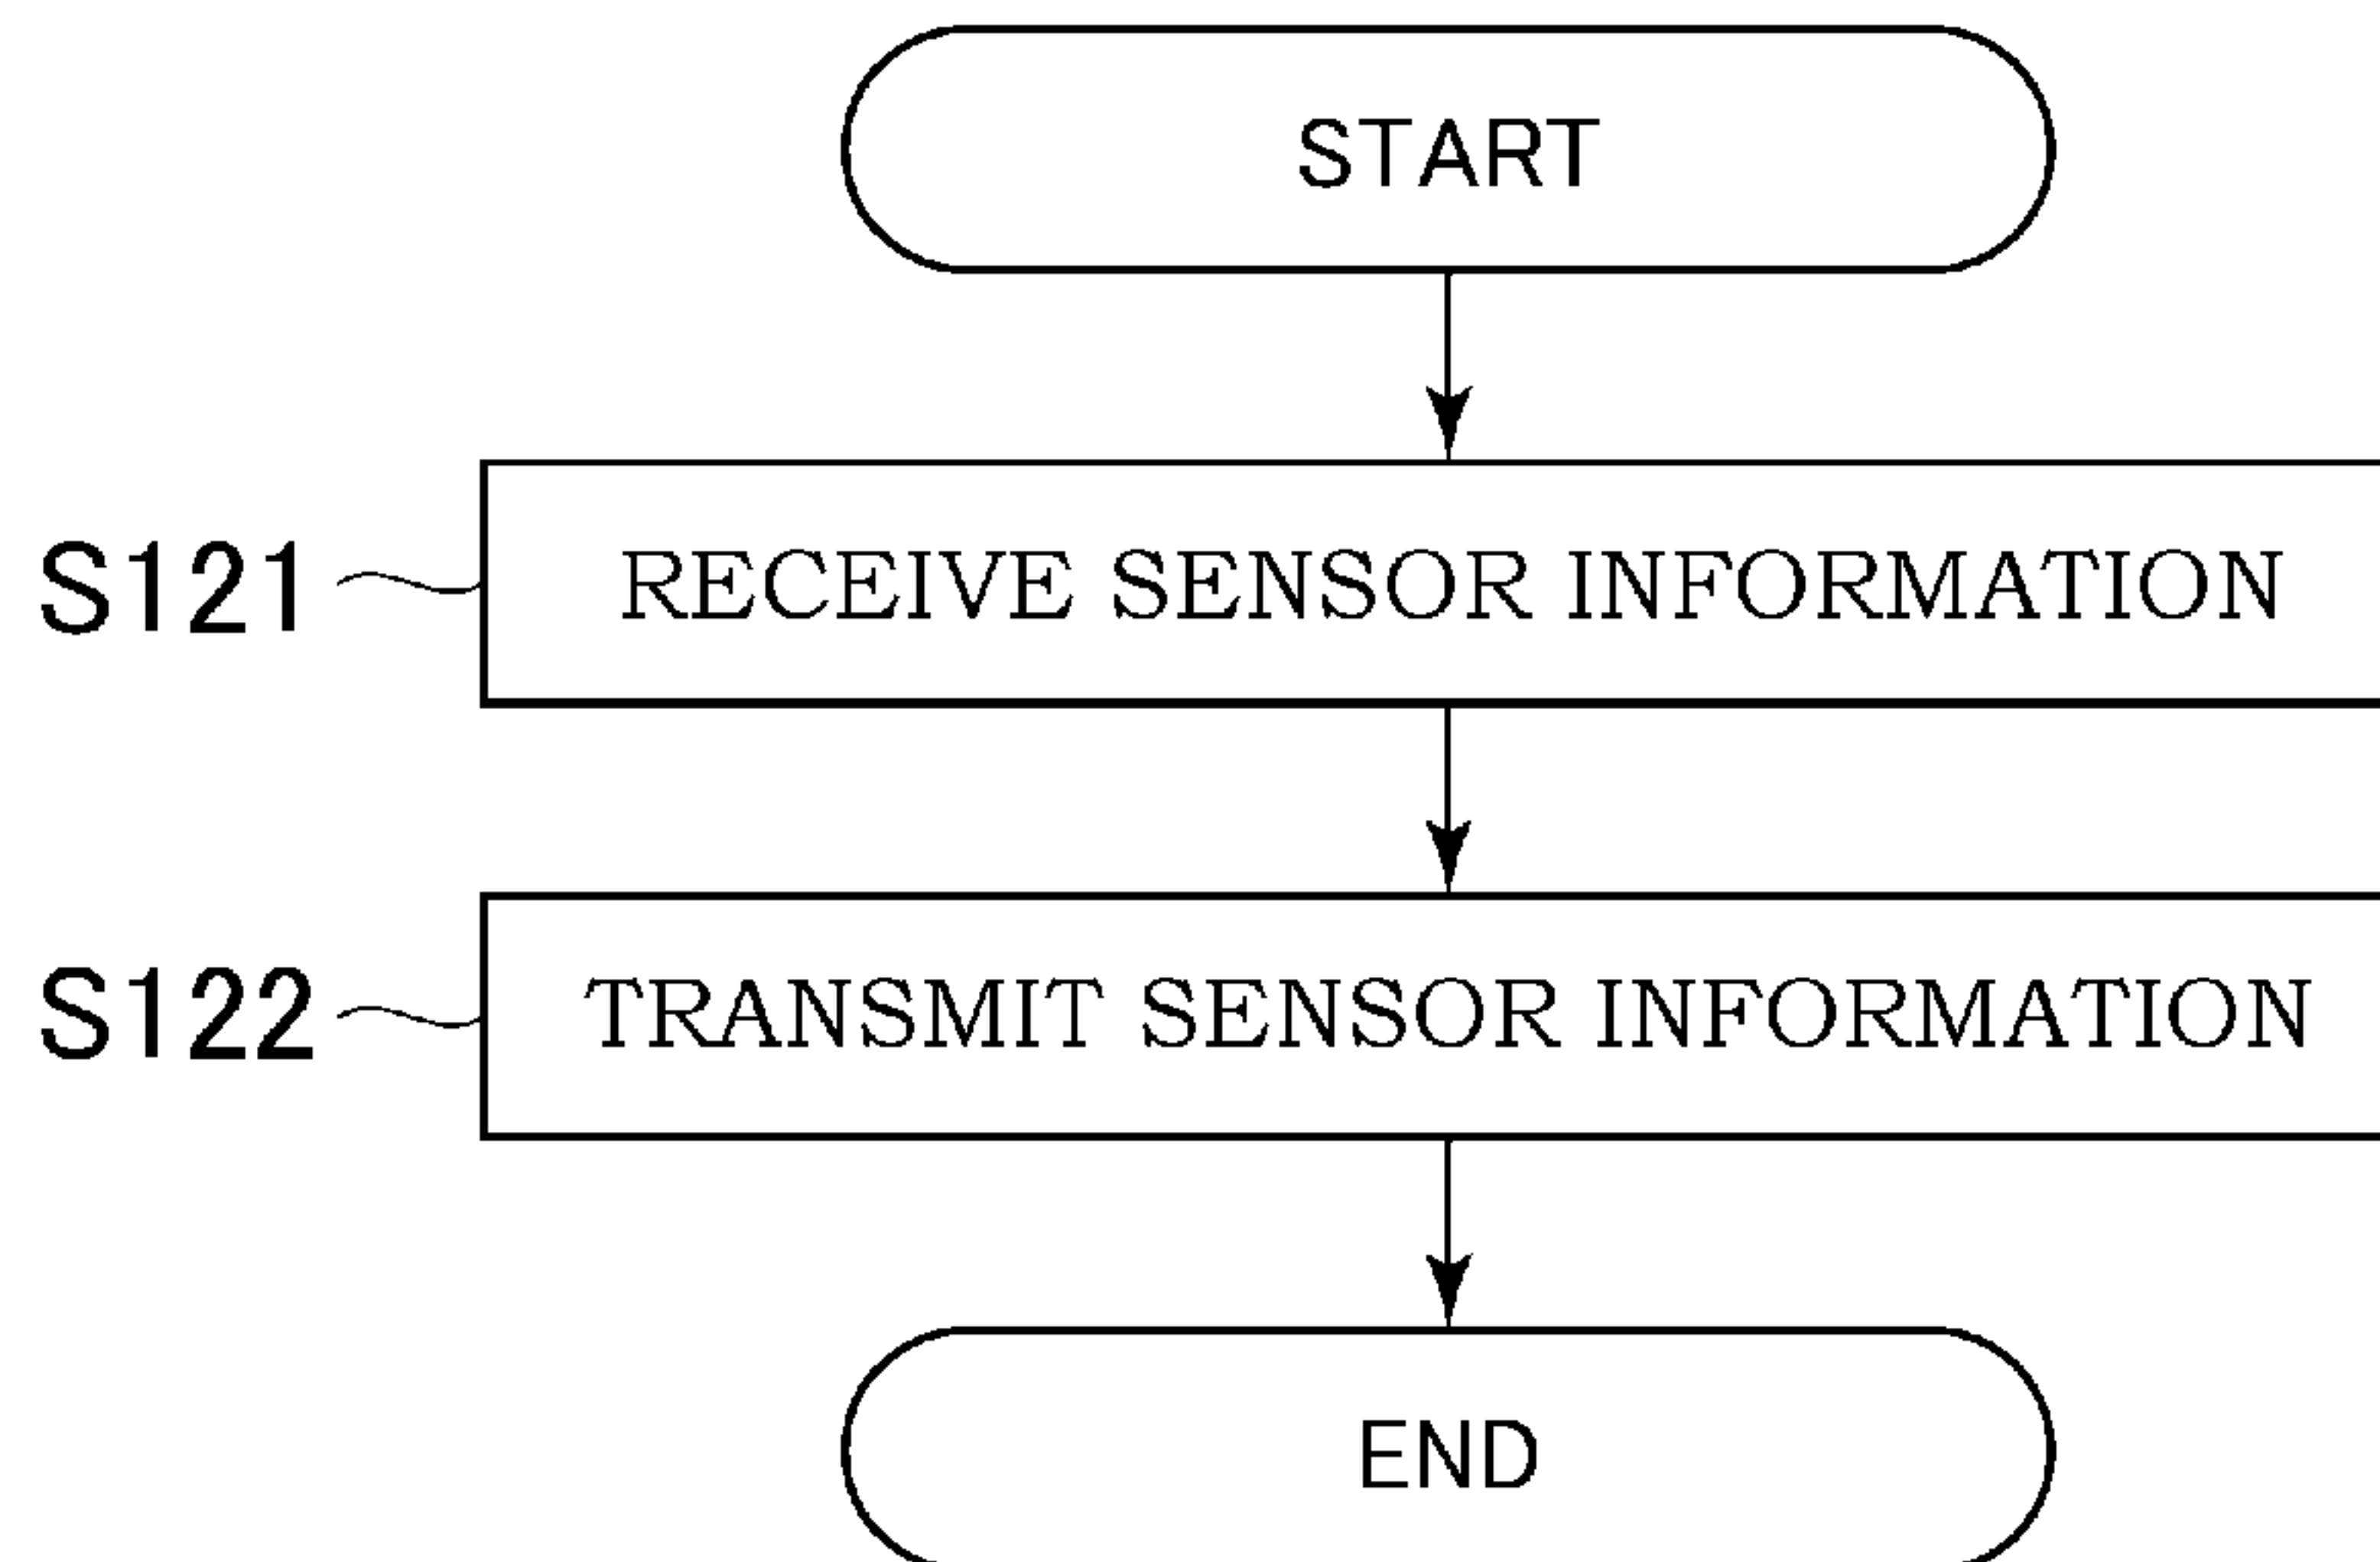 START
S121 RECEIVE SENSOR INFORMATION
S122 TRANSMIT SENSOR INFORMATION
END